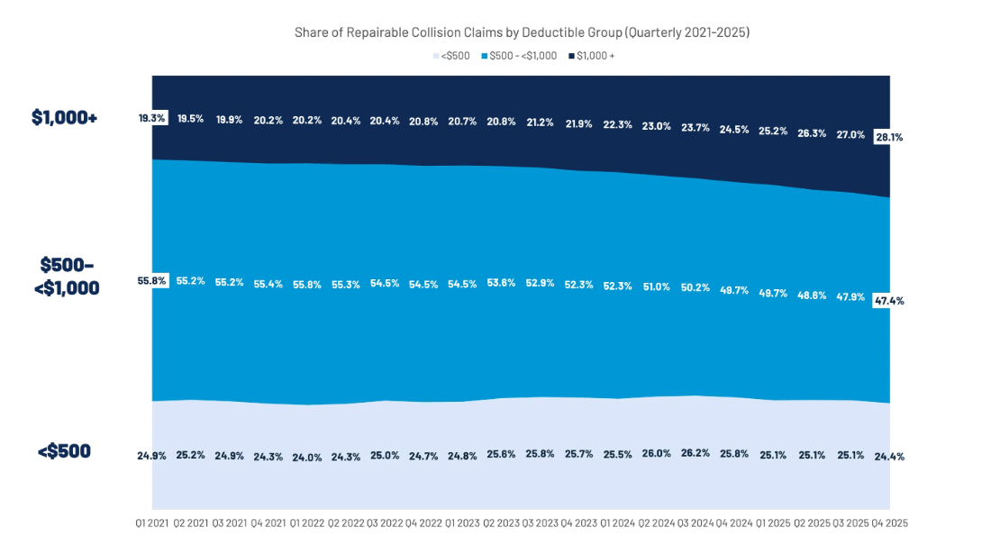 Share of Repairable Collision Claims by Deductible Group (Quarterly 2021-2025)
<$500 $500 - <$1,000 $1,000 +
$1,000+
19.3% 19.5% 19.9% 20.2% 20.2% 20.4% 20.4% 20.8% 20.7% 20.8% 21.2% 21.9% 22.3% 23.0% 23.7% 24.5% 25.2% 26.3% 27.0% 28.1%
$500–
<$1,000
55.8% 55.2% 55.2% 55.4% 55.8% 55.3% 54.5% 54.5% 54.5% 53.6% 52.9% 52.3% 52.3% 51.0% 50.2% 49.7% 49.7% 48.6% 47.9% 47.4%
<$500
24.9% 25.2% 24.9% 24.3% 24.0% 24.3% 25.0% 24.7% 24.8% 25.6% 25.8% 25.7% 25.5% 26.0% 26.2% 25.8% 25.1% 25.1% 25.1% 24.4%
Q1 2021 Q2 2021 Q3 2021 Q4 2021 Q1 2022 Q2 2022 Q3 2022 Q4 2022 Q1 2023 Q2 2023 Q3 2023 Q4 2023 Q1 2024 Q2 2024 Q3 2024 Q4 2024 Q1 2025 Q2 2025 Q3 2025 Q4 2025